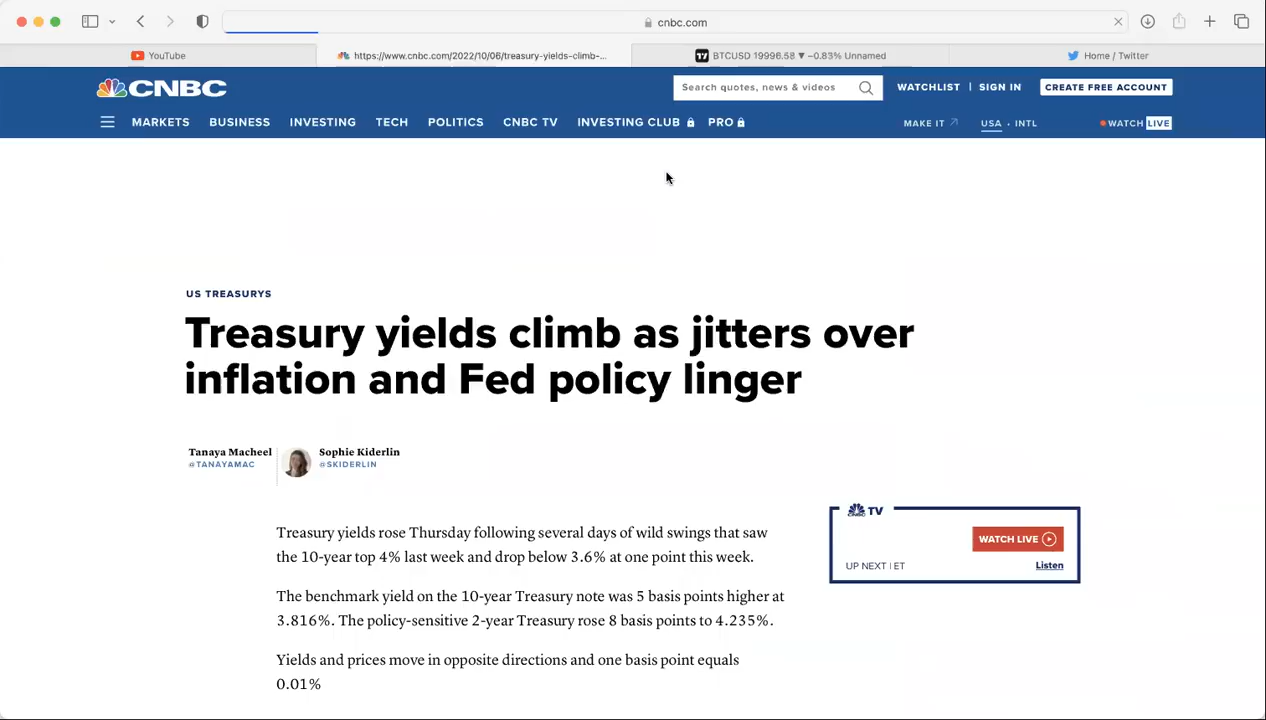 cnbc.com
YouTube
https://www.cnbc.com/2022/10/06/treasury-yields-climb-...
BTCUSD 19996.58 ▼ −0.83% Unnamed
Home / Twitter
CNBC
Search quotes, news & videos
WATCHLIST | SIGN IN
CREATE FREE ACCOUNT
MARKETS BUSINESS INVESTING TECH POLITICS CNBC TV INVESTING CLUB PRO
MAKE IT USA · INTL WATCH LIVE
US TREASURYS
Treasury yields climb as jitters over
inflation and Fed policy linger
Tanaya Macheel
@TANAYAMAC
Sophie Kiderlin
@SKIDERLIN
Treasury yields rose Thursday following several days of wild swings that saw
the 10-year top 4% last week and drop below 3.6% at one point this week.
The benchmark yield on the 10-year Treasury note was 5 basis points higher at
3.816%. The policy-sensitive 2-year Treasury rose 8 basis points to 4.235%.
Yields and prices move in opposite directions and one basis point equals
0.01%
CNBC TV
WATCH LIVE
UP NEXT | ET
Listen